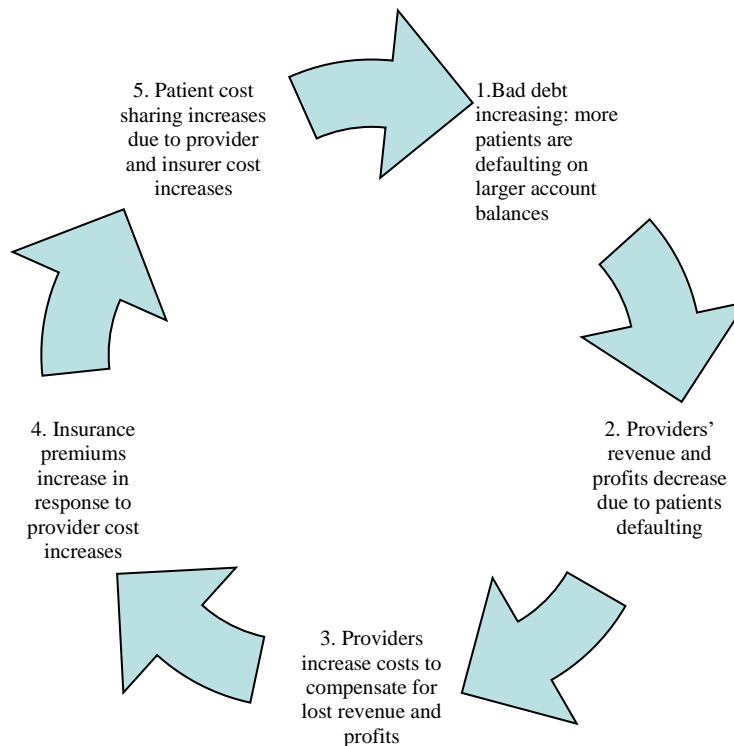 1.Bad debt
increasing: more
patients are
defaulting on
larger account
balances
2. Providers’
revenue and
profits decrease
due to patients
defaulting
3. Providers
increase costs to
compensate for
lost revenue and
profits
4. Insurance
premiums
increase in
response to
provider cost
increases
5. Patient cost
sharing increases
due to provider
and insurer cost
increases